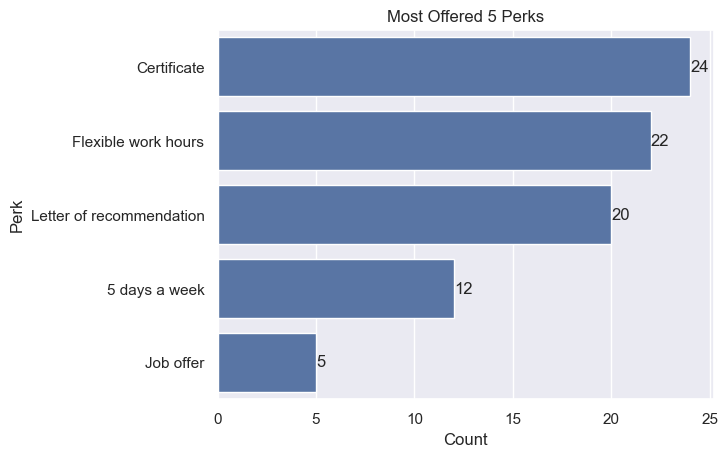 Most Offered 5 Perks
Perk
Certificate
24
Flexible work hours
22
Letter of recommendation
20
5 days a week
12
Job offer
5
0 5 10 15 20 25
Count